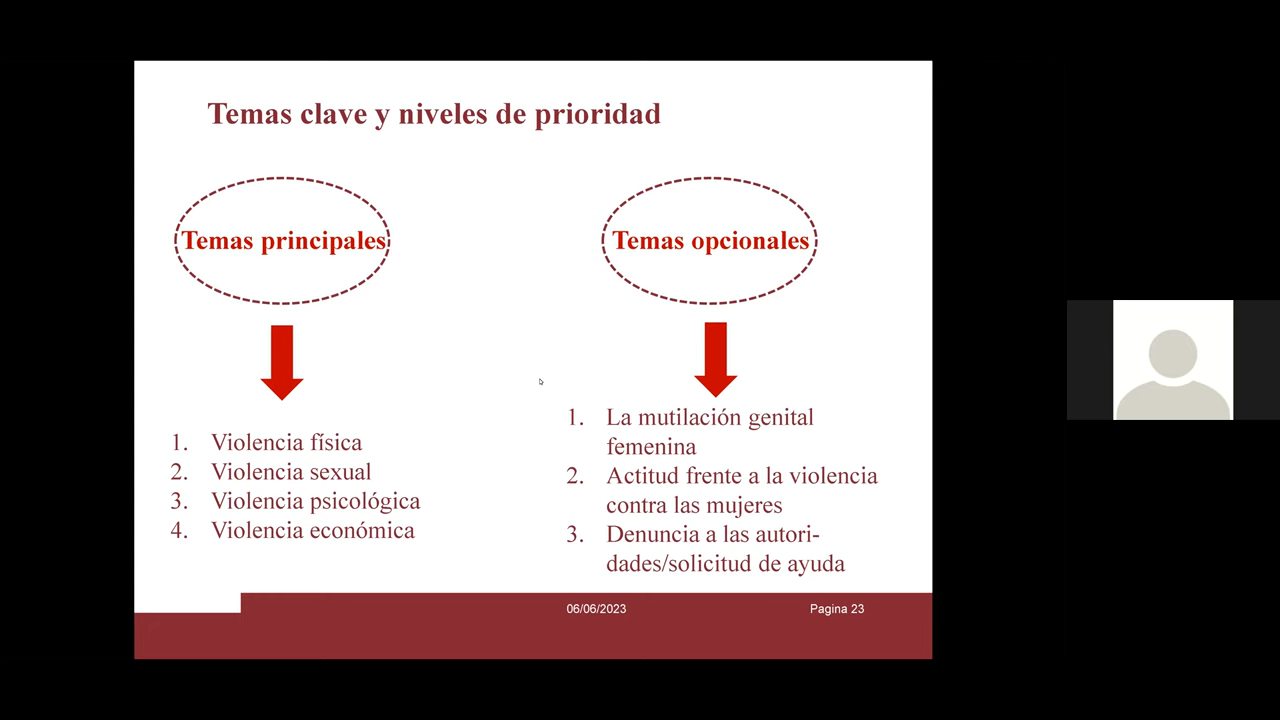 Temas clave y niveles de prioridad
Temas principales
1. Violencia física
2. Violencia sexual
3. Violencia psicológica
4. Violencia económica
Temas opcionales
1. La mutilación genital
femenina
2. Actitud frente a la violencia
contra las mujeres
3. Denuncia a las autori-
dades/solicitud de ayuda
06/06/2023
Pagina 23